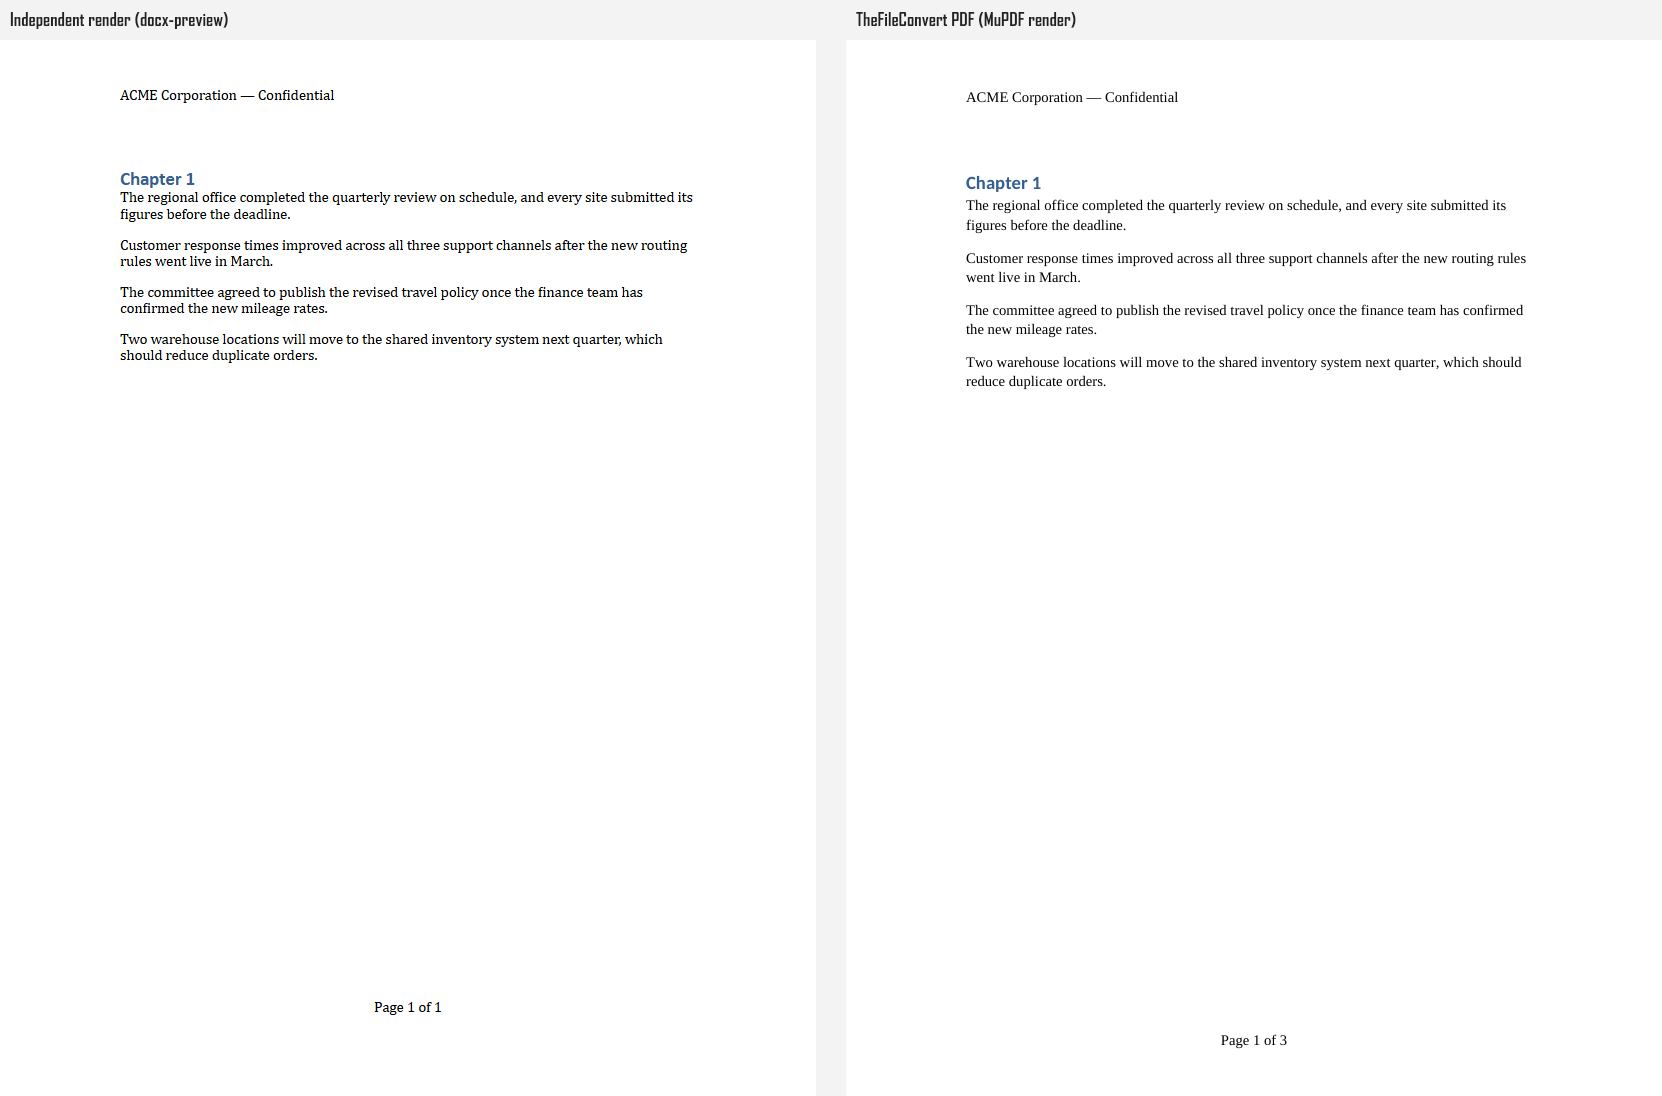 Independent render (docx-preview)
ACME Corporation — Confidential
Chapter 1
The regional office completed the quarterly review on schedule, and every site submitted its
figures before the deadline.
Customer response times improved across all three support channels after the new routing
rules went live in March.
The committee agreed to publish the revised travel policy once the finance team has
confirmed the new mileage rates.
Two warehouse locations will move to the shared inventory system next quarter, which
should reduce duplicate orders.
Page 1 of 1
TheFileConvert PDF (MuPDF render)
ACME Corporation — Confidential
Chapter 1
The regional office completed the quarterly review on schedule, and every site submitted its
figures before the deadline.
Customer response times improved across all three support channels after the new routing rules
went live in March.
The committee agreed to publish the revised travel policy once the finance team has confirmed
the new mileage rates.
Two warehouse locations will move to the shared inventory system next quarter, which should
reduce duplicate orders.
Page 1 of 3